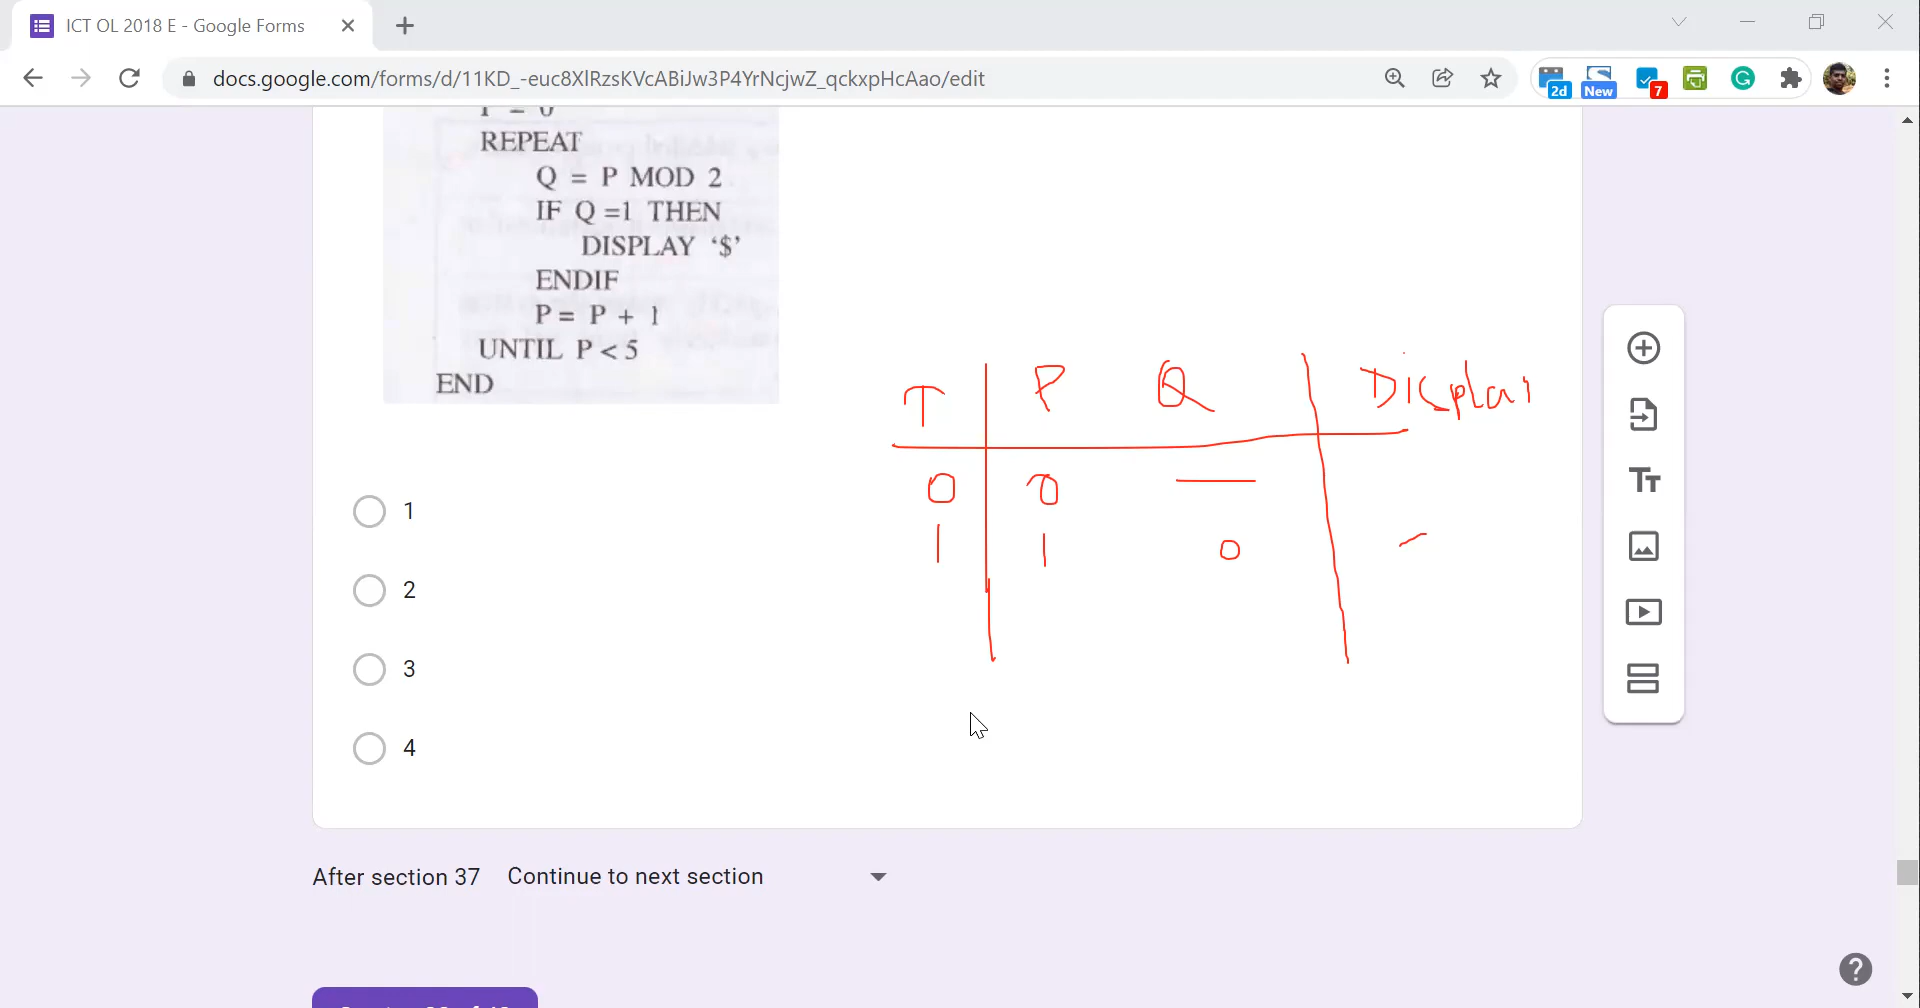 ICT OL 2018 E - Google Forms
docs.google.com/forms/d/11KD_-euc8XlRzsKVcABiJw3P4YrNcjwZ_qckxpHcAao/edit
2d
New
7
REPEAT
Q = P MOD 2
IF Q =1 THEN
DISPLAY ‘$’
ENDIF
P = P + 1
UNTIL P < 5
END
T P Q Display
0 0 —
1 1 0 -
1
2
3
4
After section 37 Continue to next section